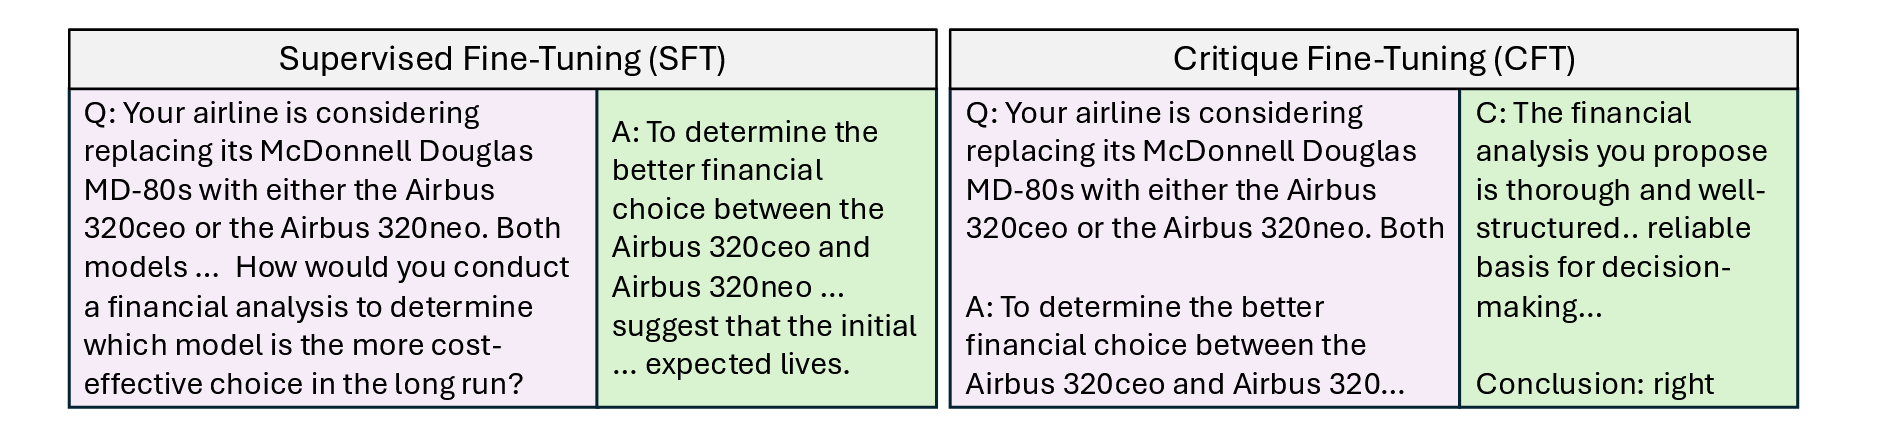 Supervised Fine-Tuning (SFT)
Q: Your airline is considering
replacing its McDonnell Douglas
MD-80s with either the Airbus
320ceo or the Airbus 320neo. Both
models ... How would you conduct
a financial analysis to determine
which model is the more cost-
effective choice in the long run?
A: To determine the
better financial
choice between the
Airbus 320ceo and
Airbus 320neo ...
suggest that the initial
... expected lives.
Critique Fine-Tuning (CFT)
Q: Your airline is considering
replacing its McDonnell Douglas
MD-80s with either the Airbus
320ceo or the Airbus 320neo. Both
A: To determine the better
financial choice between the
Airbus 320ceo and Airbus 320...
C: The financial
analysis you propose
is thorough and well-
structured.. reliable
basis for decision-
making...
Conclusion: right